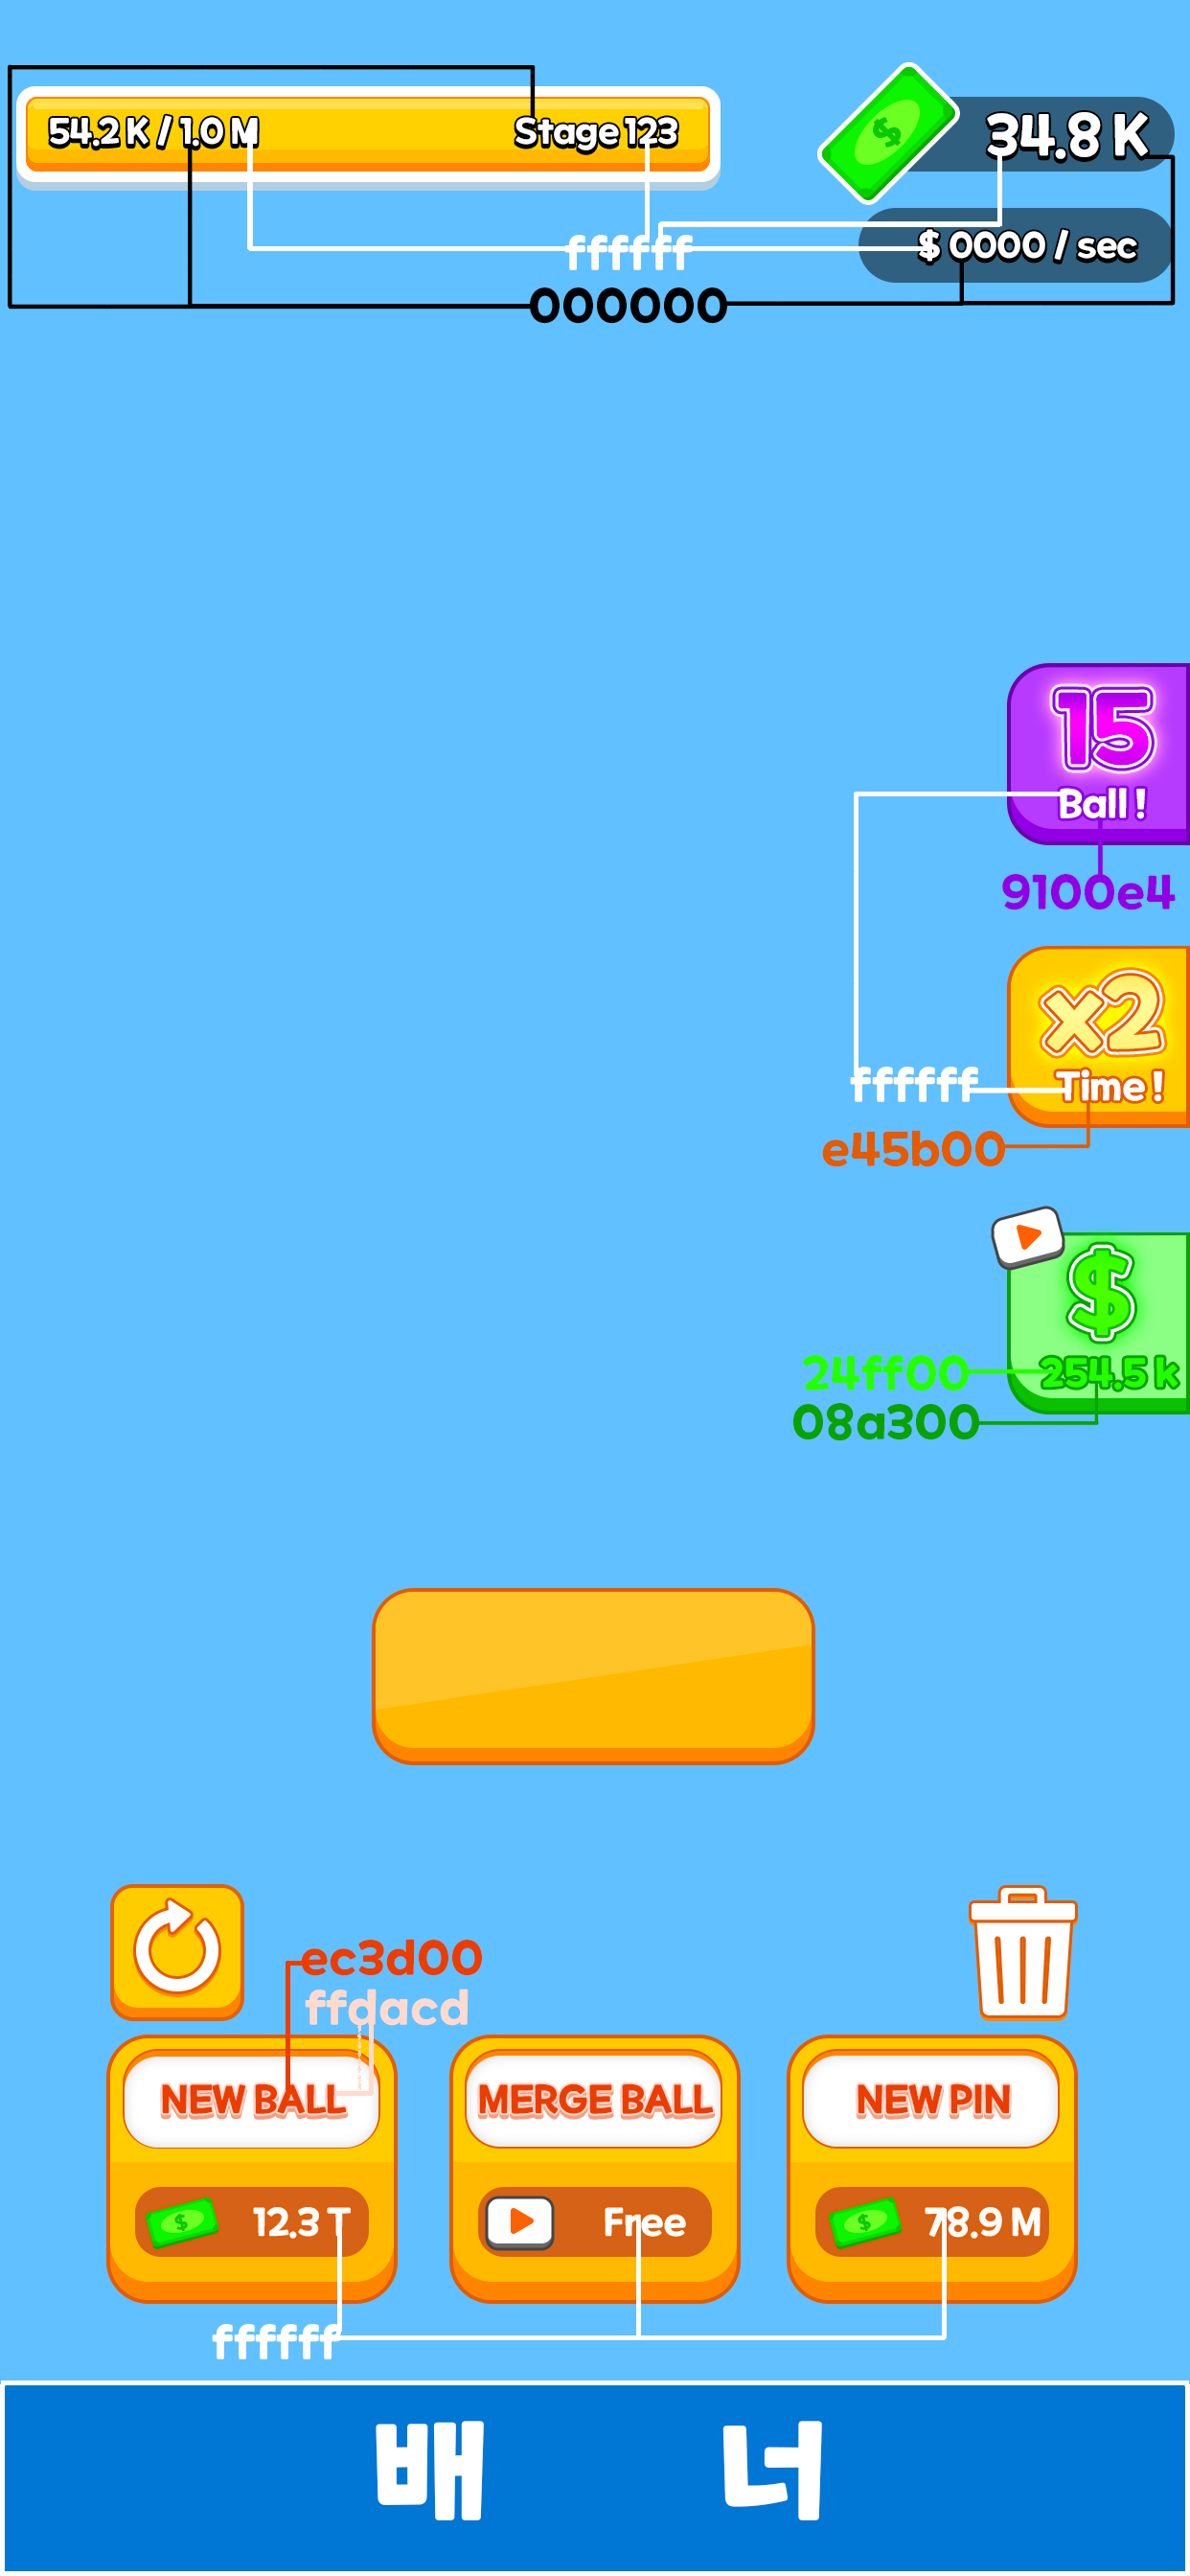 54.2 K / 1.0 M
Stage 123
$
34.8 K
$ 0000 / sec
ffffff
000000
15
Ball !
9100e4
x2
Time !
ffffff
e45b00
$
254.5 k
24ff00
08a300
ec3d00
ffdacd
NEW BALL
MERGE BALL
NEW PIN
$
12.3 T
Free
$
78.9 M
ffffff
배 너